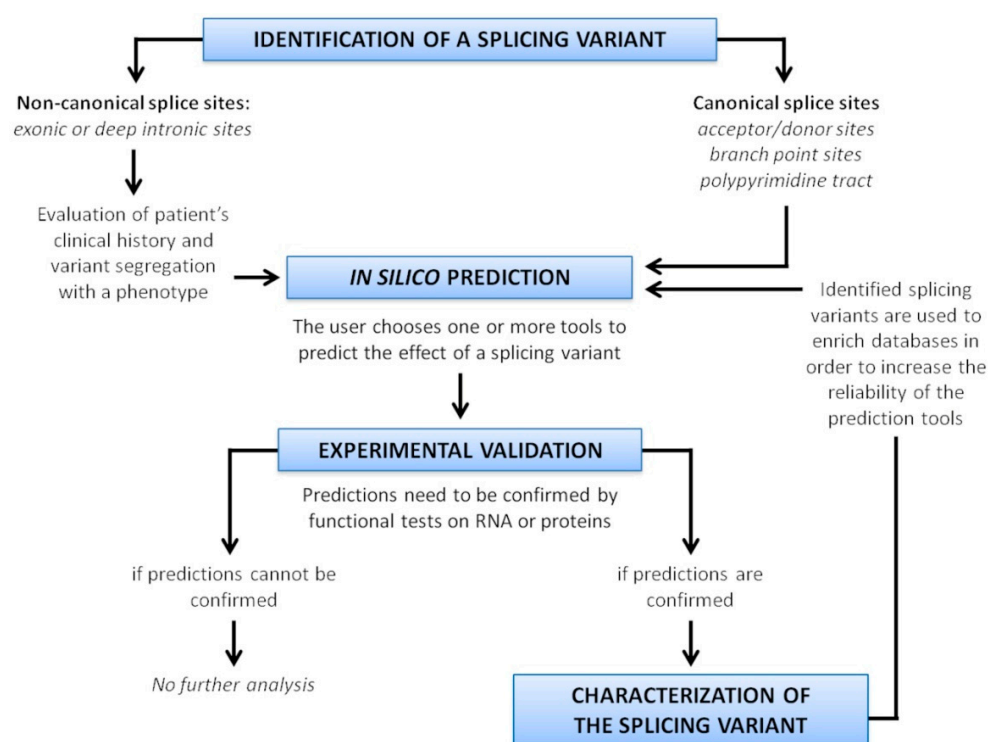 IDENTIFICATION OF A SPLICING VARIANT
Non-canonical splice sites:
exonic or deep intronic sites
Canonical splice sites
acceptor/donor sites
branch point sites
polypyrimidine tract
Evaluation of patient’s
clinical history and
variant segregation
with a phenotype
IN SILICO PREDICTION
The user chooses one or more tools to
predict the effect of a splicing variant
Identified splicing
variants are used to
enrich databases in
order to increase the
reliability of the
prediction tools
EXPERIMENTAL VALIDATION
Predictions need to be confirmed by
functional tests on RNA or proteins
if predictions cannot be
confirmed
if predictions are
confirmed
No further analysis
CHARACTERIZATION OF
THE SPLICING VARIANT